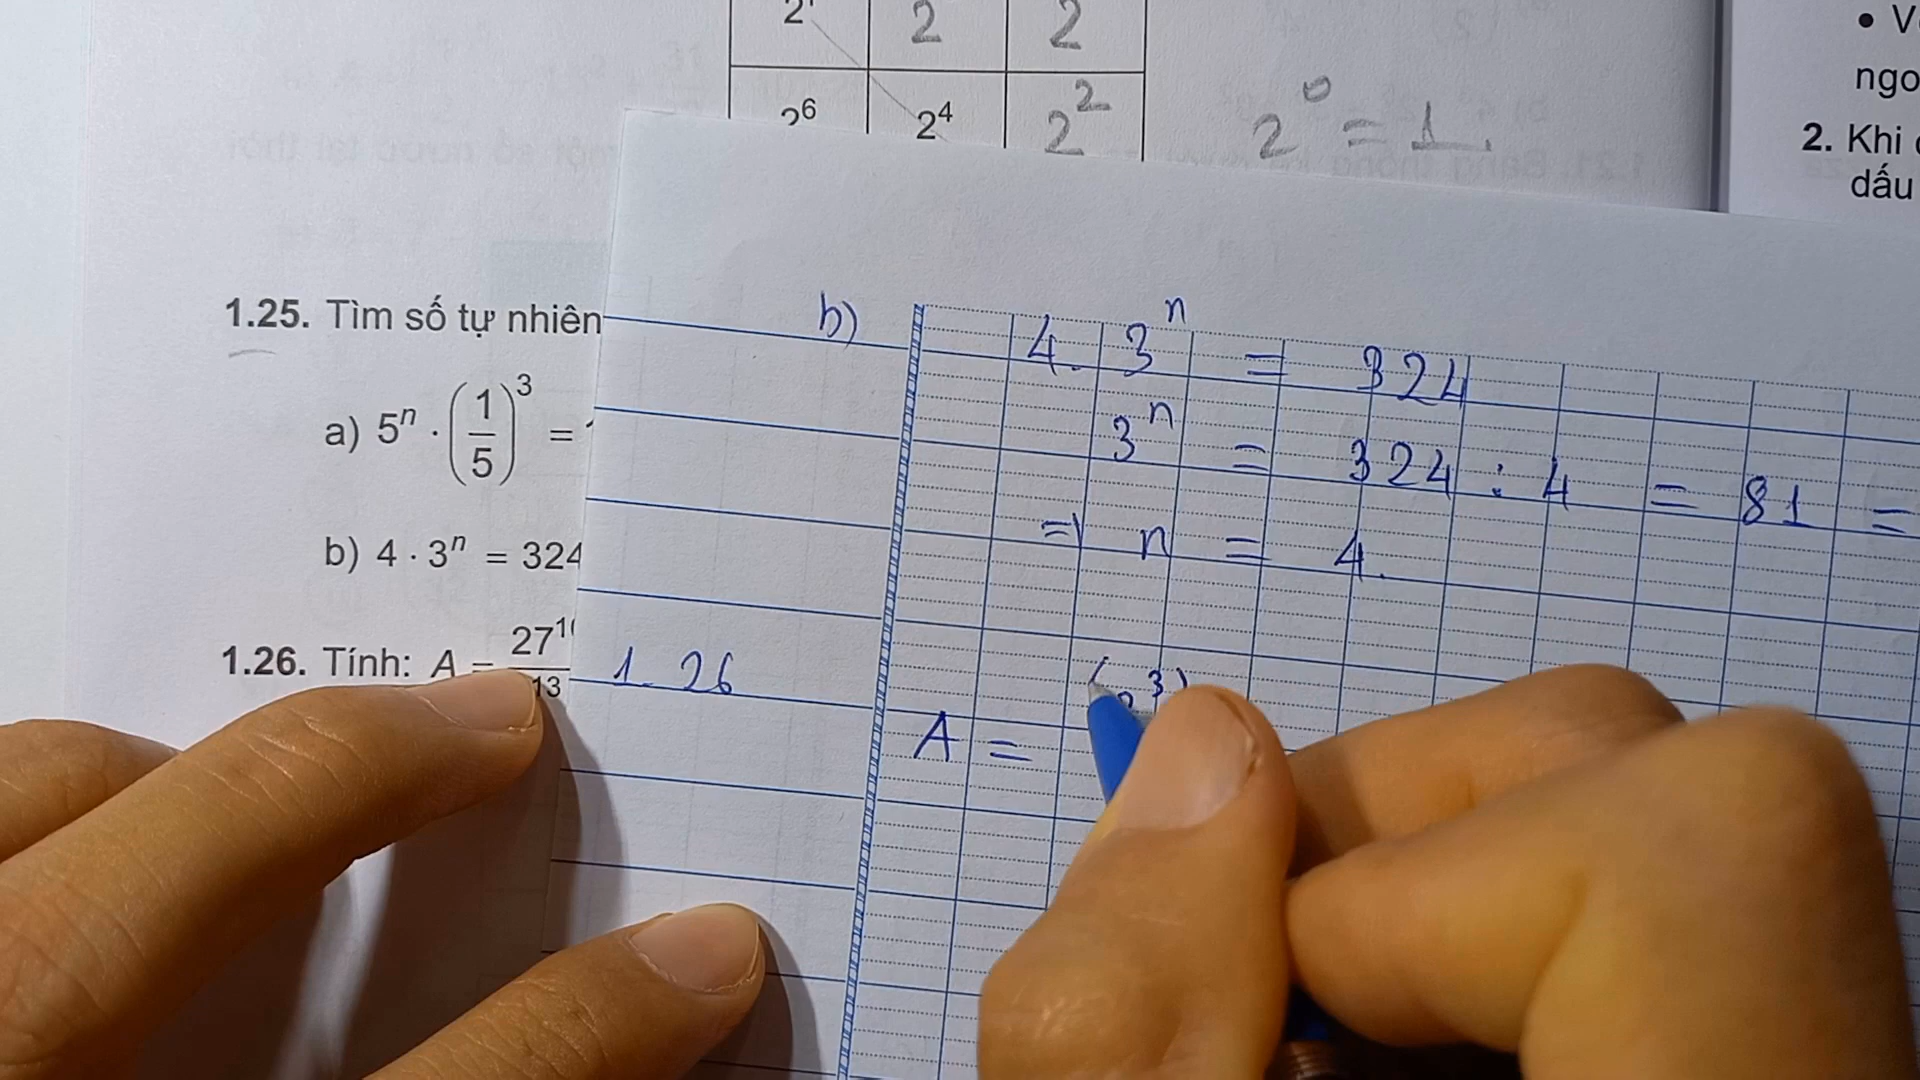 2 2 2
2⁶ 2⁴ 2²
2⁰ = 1
• V
ngo
2. Khi
dấu
1.25. Tìm số tự nhiên
a) 5ⁿ · (1/5)³ =
b) 4 · 3ⁿ = 324
1.26. Tính: A =
27¹⁰
13
b) 4. 3ⁿ = 324
3ⁿ = 324 : 4 = 81 =
=> n = 4.
1. 26
A =
( 3)